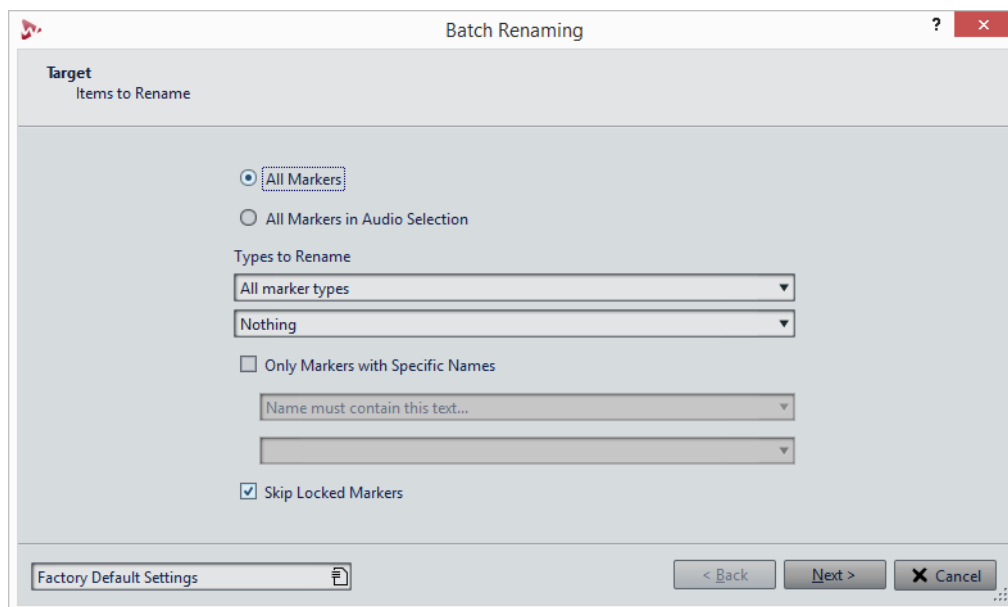 Batch Renaming
?
Target
Items to Rename
All Markers
All Markers in Audio Selection
Types to Rename
All marker types
Nothing
Only Markers with Specific Names
Name must contain this text...
Skip Locked Markers
Factory Default Settings
< Back
Next >
Cancel